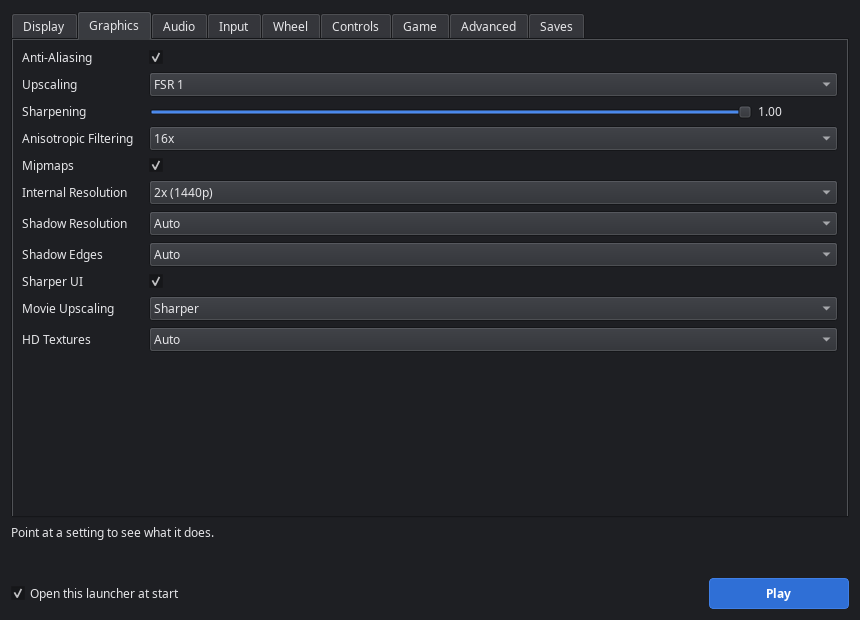 Display Graphics Audio Input Wheel Controls Game Advanced Saves
Anti-Aliasing
Upscaling FSR 1
Sharpening 1.00
Anisotropic Filtering 16x
Mipmaps
Internal Resolution 2x (1440p)
Shadow Resolution Auto
Shadow Edges Auto
Sharper UI
Movie Upscaling Sharper
HD Textures Auto
Point at a setting to see what it does.
Open this launcher at start Play